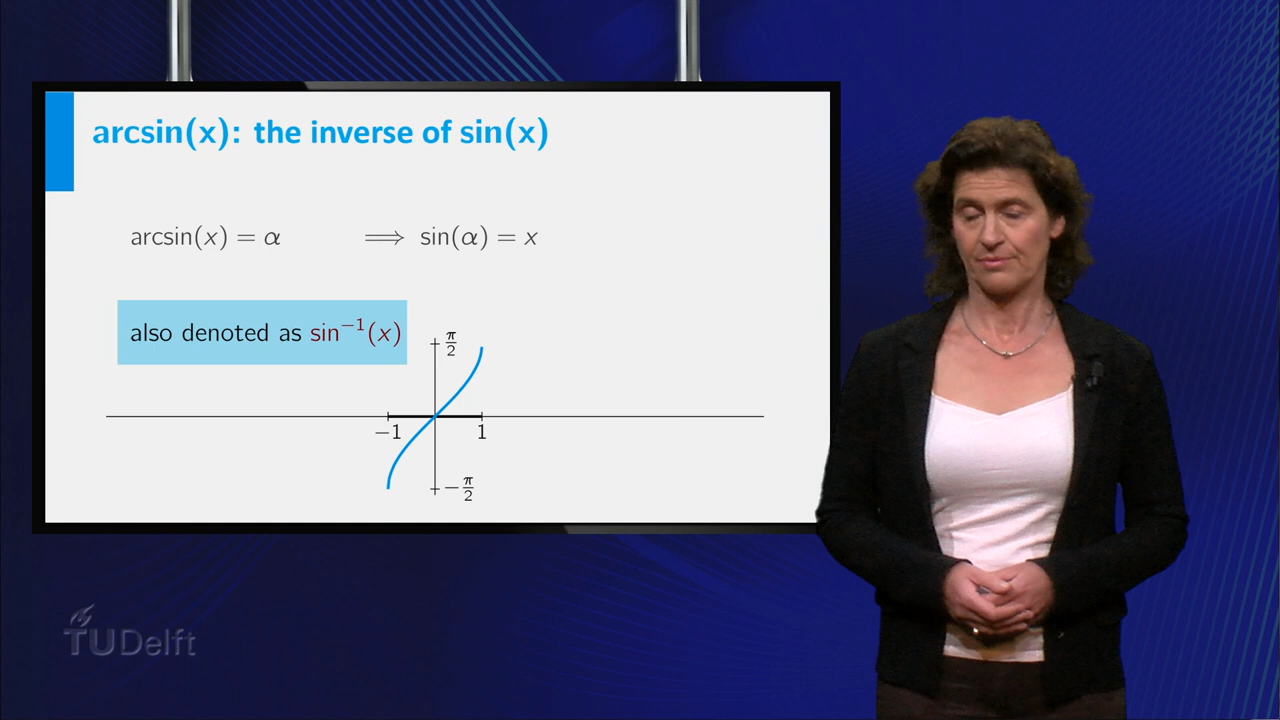 arcsin(x): the inverse of sin(x)
arcsin(x) = α ⟹ sin(α) = x
also denoted as sin⁻¹(x)
π/2
−1
1
−π/2
TUDelft